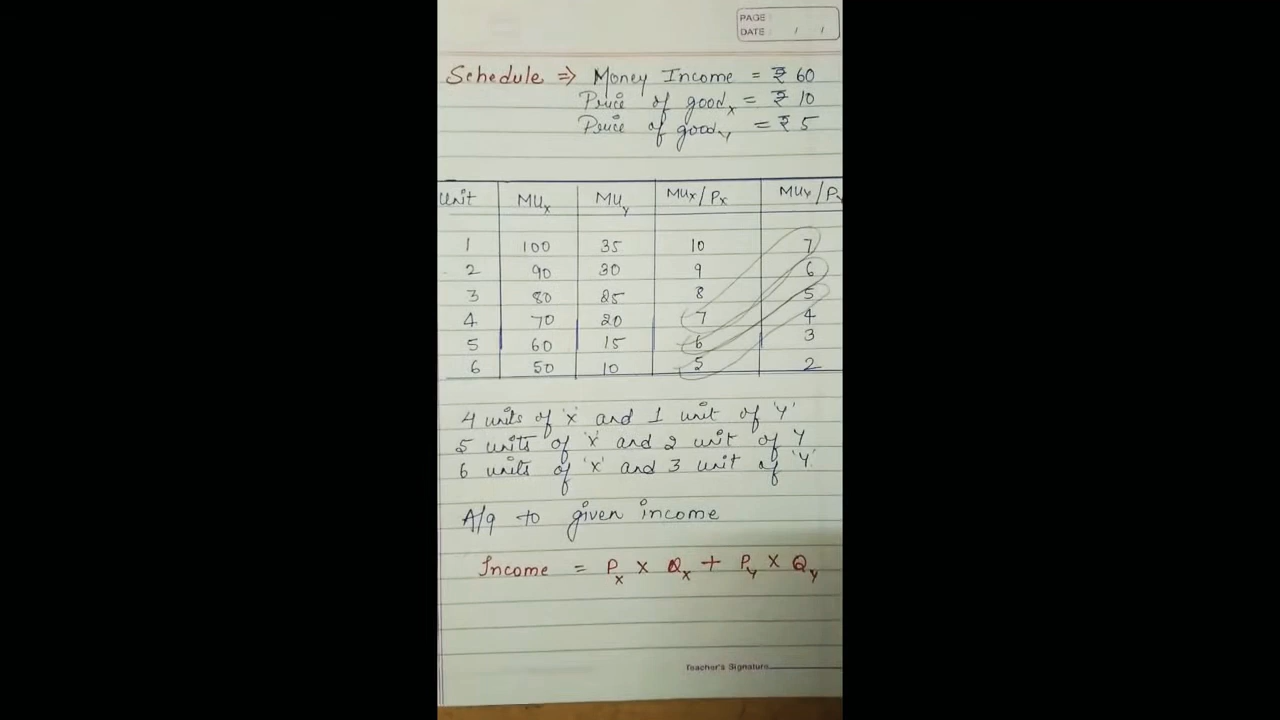 PAGE
DATE : / /
Schedule ⇒ Money Income = ₹ 60
Price of good x = ₹ 10
Price of good y = ₹ 5
Unit MUx MUy MUx/Px MUy/Py
1 100 35 10 7
2 90 30 9 6
3 80 25 8 5
4 70 20 7 4
5 60 15 6 3
6 50 10 5 2
4 units of 'x' and 1 unit of 'Y'
5 units of 'x' and 2 unit of Y
6 units of 'x' and 3 unit of 'Y'
A/q to given income
Income = Px × Qx + Py × Qy
Teacher's Signature